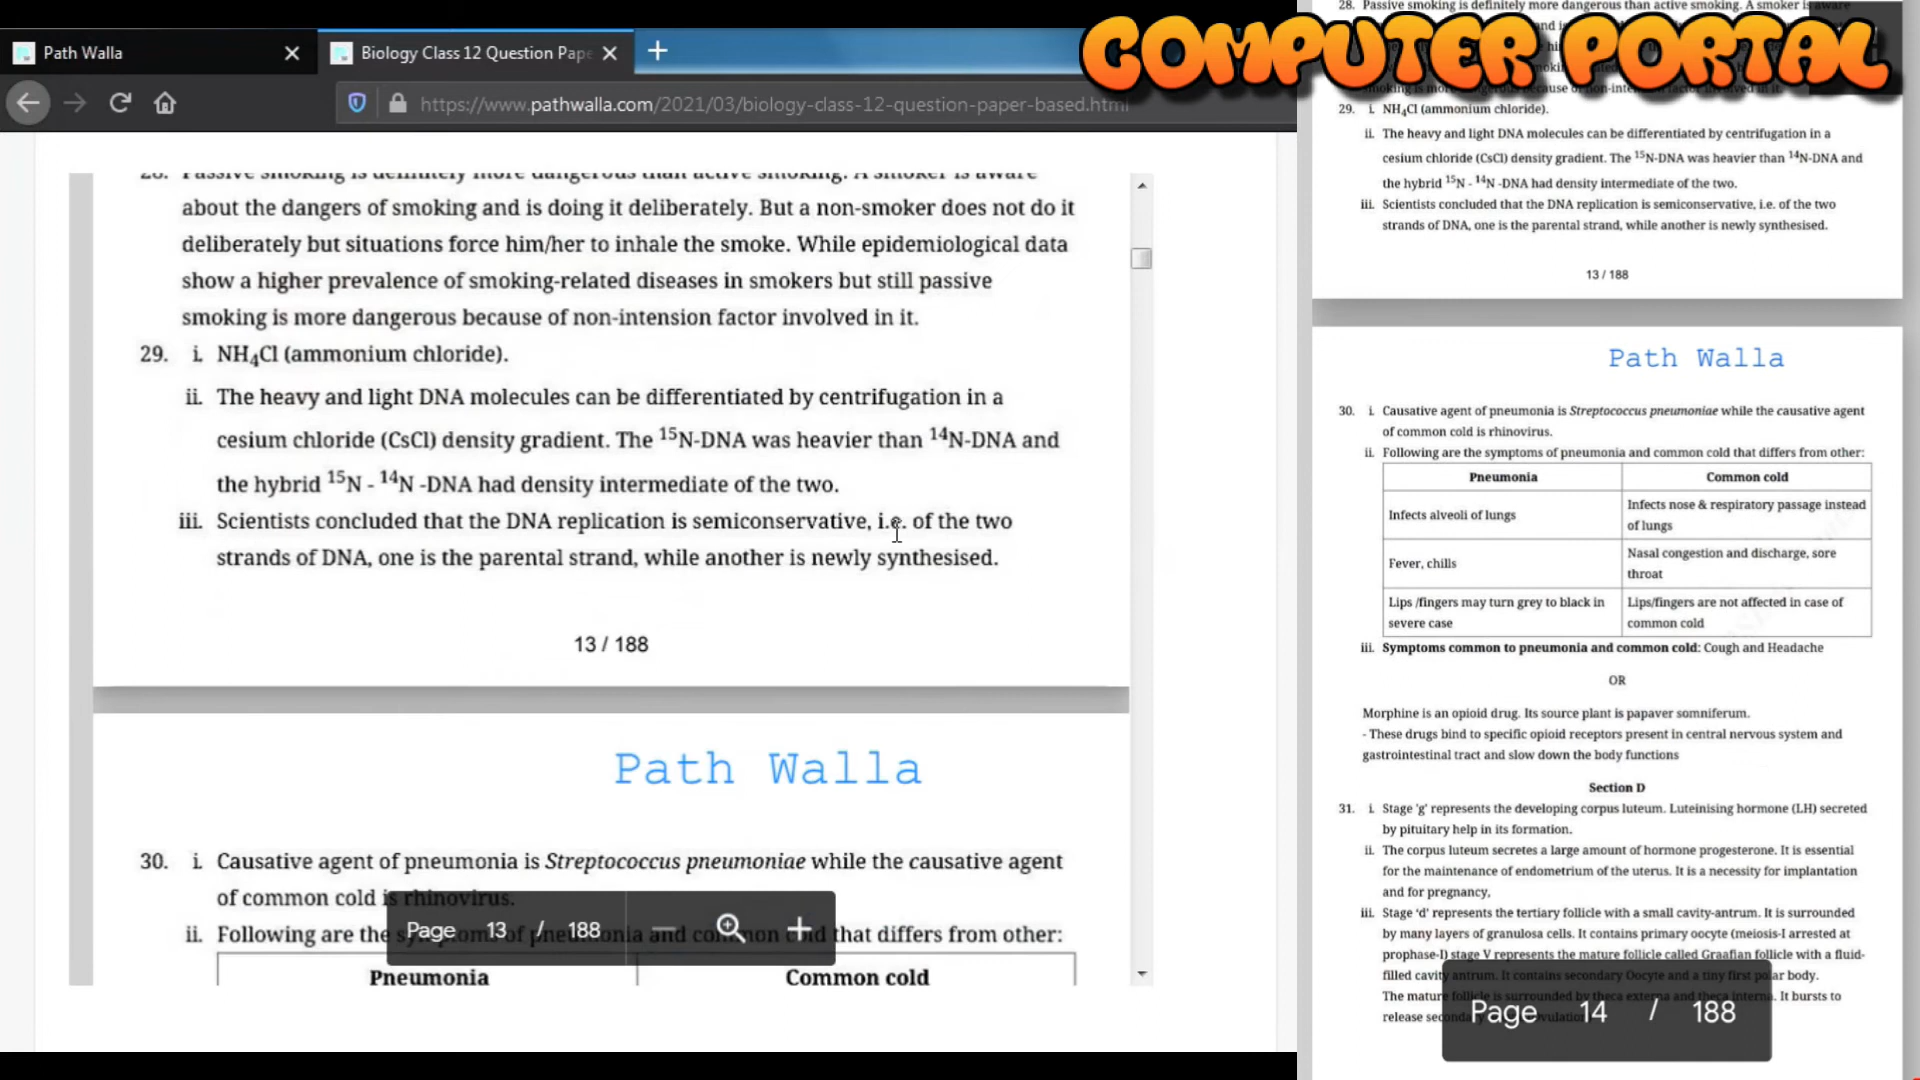 Path Walla
Biology Class 12 Question Pape
https://www.pathwalla.com/2021/03/biology-class-12-question-paper-based.html
COMPUTER PORTAL
28. Passive smoking is definitely more dangerous than active smoking. A smoker is aware
about the dangers of smoking and is doing it deliberately. But a non-smoker does not do it
deliberately but situations force him/her to inhale the smoke. While epidemiological data
show a higher prevalence of smoking-related diseases in smokers but still passive
smoking is more dangerous because of non-intension factor involved in it.
29. i. NH4Cl (ammonium chloride).
ii. The heavy and light DNA molecules can be differentiated by centrifugation in a
cesium chloride (CsCl) density gradient. The 15N-DNA was heavier than 14N-DNA and
the hybrid 15N - 14N -DNA had density intermediate of the two.
iii. Scientists concluded that the DNA replication is semiconservative, i.e. of the two
strands of DNA, one is the parental strand, while another is newly synthesised.
13 / 188
Path Walla
30. i. Causative agent of pneumonia is Streptococcus pneumoniae while the causative agent
of common cold is rhinovirus.
ii. Following are the symptoms of pneumonia and common cold that differs from other:
Pneumonia Common cold
Page 13 / 188
28. Passive smoking is definitely more dangerous than active smoking. A smoker is aware
smoking is more dangerous because of non-intension factor involved in it.
29. i. NH4Cl (ammonium chloride).
ii. The heavy and light DNA molecules can be differentiated by centrifugation in a
cesium chloride (CsCl) density gradient. The 15N-DNA was heavier than 14N-DNA and
the hybrid 15N - 14N -DNA had density intermediate of the two.
iii. Scientists concluded that the DNA replication is semiconservative, i.e. of the two
strands of DNA, one is the parental strand, while another is newly synthesised.
13 / 188
Path Walla
30. i. Causative agent of pneumonia is Streptococcus pneumoniae while the causative agent
of common cold is rhinovirus.
ii. Following are the symptoms of pneumonia and common cold that differs from other:
Pneumonia Common cold
Infects alveoli of lungs Infects nose & respiratory passage instead
of lungs
Fever, chills Nasal congestion and discharge, sore
throat
Lips /fingers may turn grey to black in Lips/fingers are not affected in case of
severe case common cold
iii. Symptoms common to pneumonia and common cold: Cough and Headache
OR
Morphine is an opioid drug. Its source plant is papaver somniferum.
- These drugs bind to specific opioid receptors present in central nervous system and
gastrointestinal tract and slow down the body functions
Section D
31. i. Stage 'g' represents the developing corpus luteum. Luteinising hormone (LH) secreted
by pituitary help in its formation.
ii. The corpus luteum secretes a large amount of hormone progesterone. It is essential
for the maintenance of endometrium of the uterus. It is a necessity for implantation
and for pregnancy,
iii. Stage 'd' represents the tertiary follicle with a small cavity-antrum. It is surrounded
by many layers of granulosa cells. It contains primary oocyte (meiosis-I arrested at
prophase-I) stage V represents the mature follicle called Graafian follicle with a fluid-
filled cavity antrum. It contains secondary Oocyte and a tiny first polar body.
The mature follicle is surrounded by theca externa and theca interna. It bursts to
release
Page 14 / 188